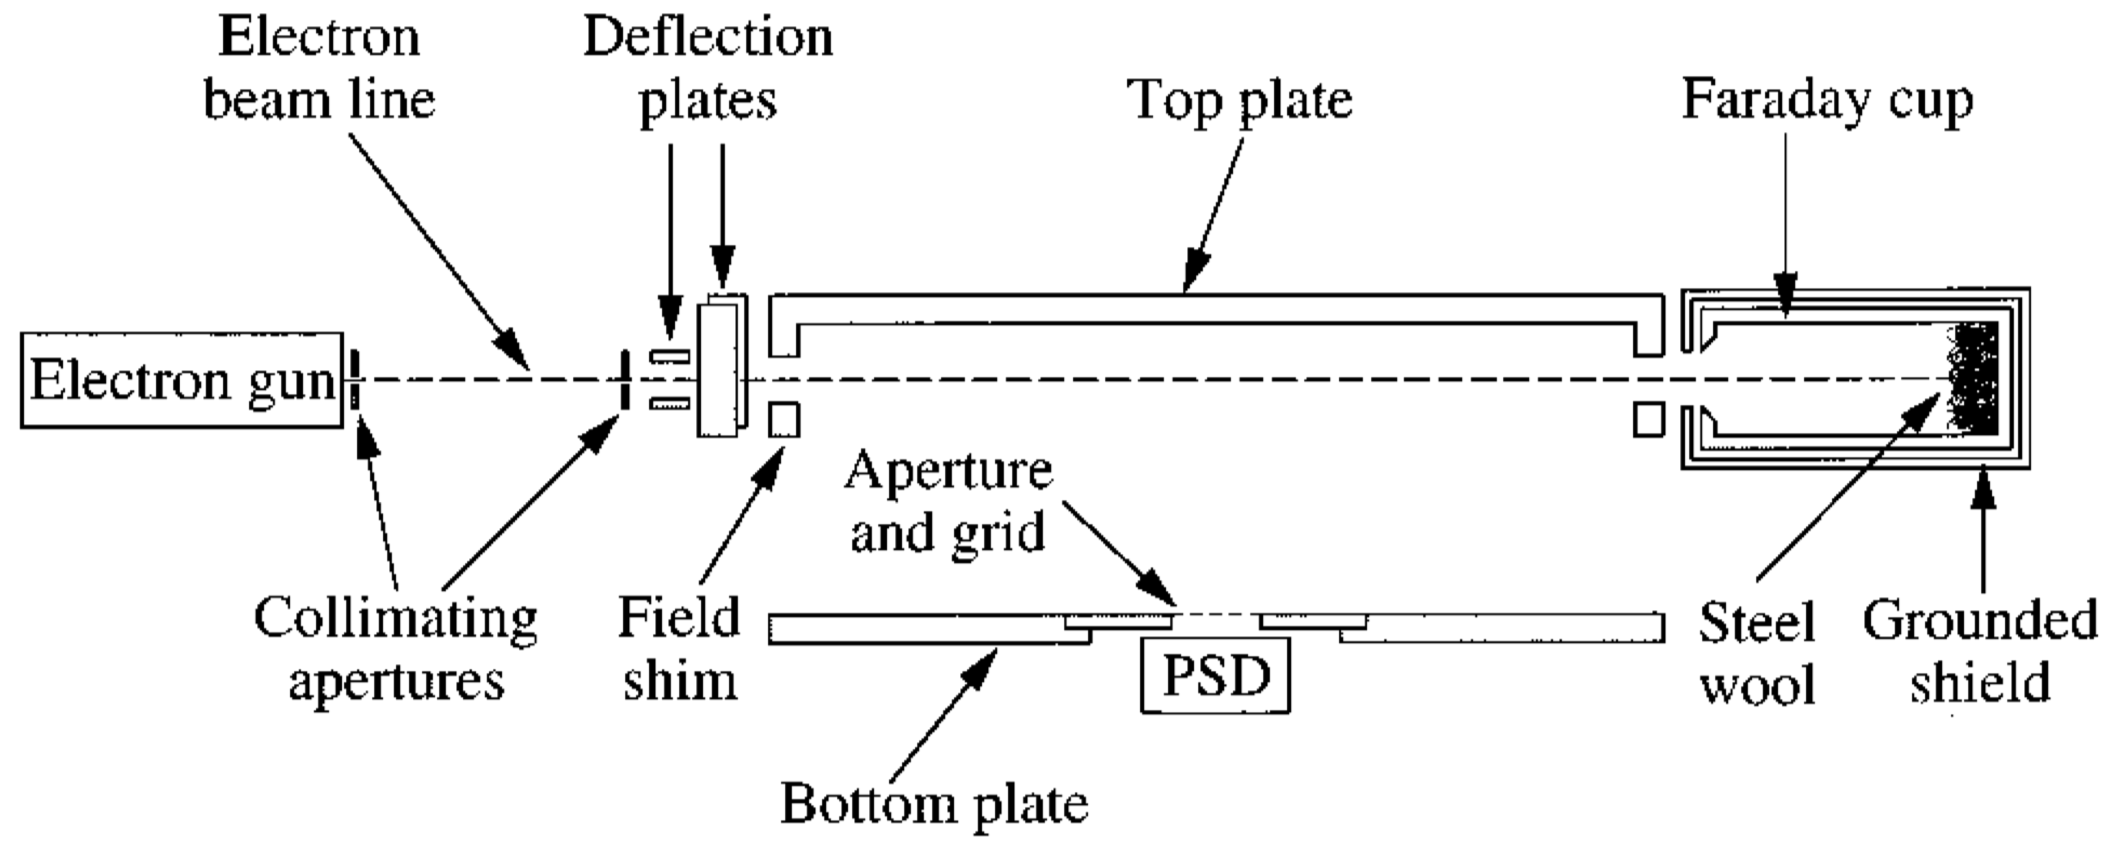 Electron
beam line
Deflection
plates
Top plate
Faraday cup
Electron gun
Aperture
and grid
Collimating
apertures
Field
shim
Steel
wool
Grounded
shield
PSD
Bottom plate